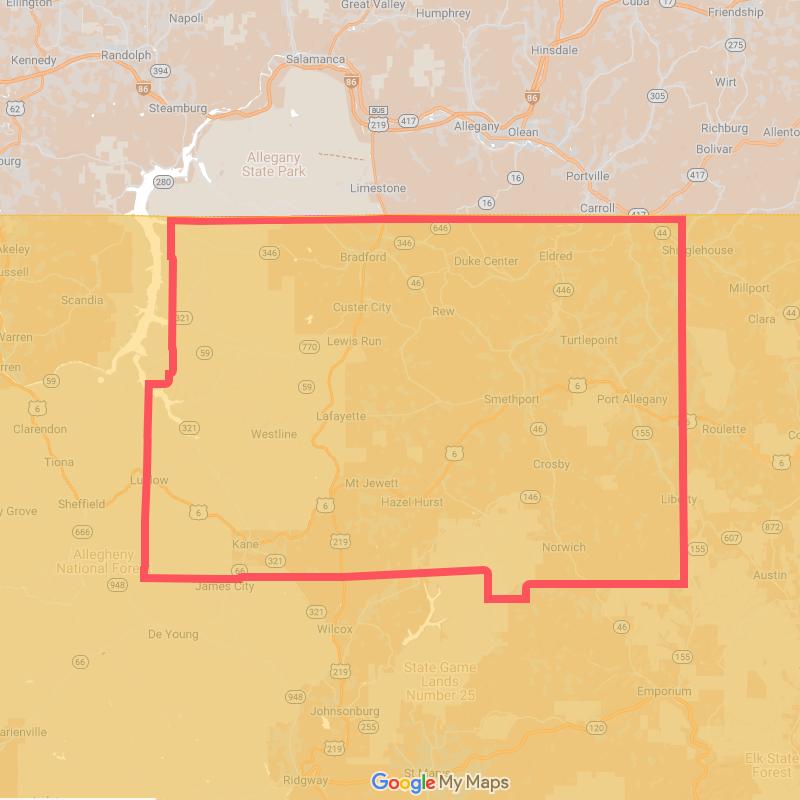 Ellington
Napoli
Great Valley
Humphrey
Cuba
17
Friendship
Kennedy
Randolph
394
86
Salamanca
86
Hinsdale
275
62
Steamburg
BUS
219
417
86
305
Wirt
Allegany
Olean
Richburg
Allento
burg
Bolivar
Allegany
State Park
280
Limestone
16
Portville
417
16
Carroll
417
Akeley
346
646
346
44
Shinglehouse
ussell
Bradford
Duke Center
Eldred
46
446
Millport
Scandia
Custer City
Rew
44
321
Clara
Warren
Lewis Run
Turtlepoint
770
59
rren
59
59
6
6
Smethport
Port Allegany
Clarendon
321
Lafayette
6
Roulette
Westline
46
155
Tiona
6
Crosby
6
Ludlow
Mt Jewett
Sheffield
6
6
Hazel Hurst
146
Liberty
y Grove
666
872
219
607
Kane
321
Norwich
155
Allegheny
National Forest
66
948
James City
Austin
321
De Young
Wilcox
46
66
State Game
Lands
Number 25
155
219
948
Emporium
Johnsonburg
255
120
arienville
219
Elk State
Forest
Ridgway
St Marys
Google My Maps